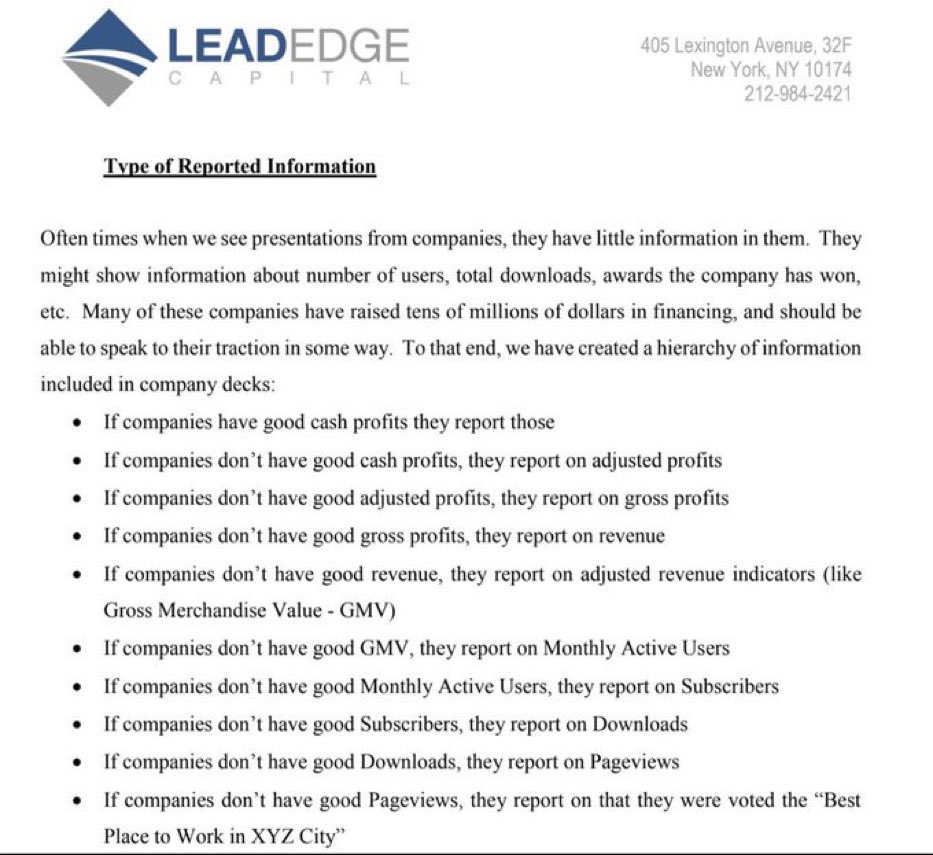 LEADEDGE
CAPITAL
405 Lexington Avenue, 32F
New York, NY 10174
212-984-2421
Type of Reported Information
Often times when we see presentations from companies, they have little information in them. They
might show information about number of users, total downloads, awards the company has won,
etc. Many of these companies have raised tens of millions of dollars in financing, and should be
able to speak to their traction in some way. To that end, we have created a hierarchy of information
included in company decks:
• If companies have good cash profits they report those
• If companies don’t have good cash profits, they report on adjusted profits
• If companies don’t have good adjusted profits, they report on gross profits
• If companies don’t have good gross profits, they report on revenue
• If companies don’t have good revenue, they report on adjusted revenue indicators (like
Gross Merchandise Value - GMV)
• If companies don’t have good GMV, they report on Monthly Active Users
• If companies don’t have good Monthly Active Users, they report on Subscribers
• If companies don’t have good Subscribers, they report on Downloads
• If companies don’t have good Downloads, they report on Pageviews
• If companies don’t have good Pageviews, they report on that they were voted the “Best
Place to Work in XYZ City”